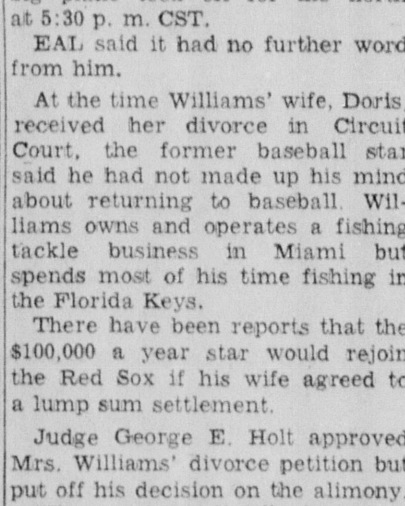 at 5:30 p. m. CST.
EAL said it had no further word
from him.
At the time Williams' wife, Doris
received her divorce in Circuit
Court, the former baseball star
said he had not made up his mind
about returning to baseball. Wil-
liams owns and operates a fishing
tackle business in Miami but
spends most of his time fishing in
the Florida Keys.
There have been reports that the
$100,000 a year star would rejoin
the Red Sox if his wife agreed to
a lump sum settlement.
Judge George E. Holt approved
Mrs. Williams' divorce petition but
put off his decision on the alimony.